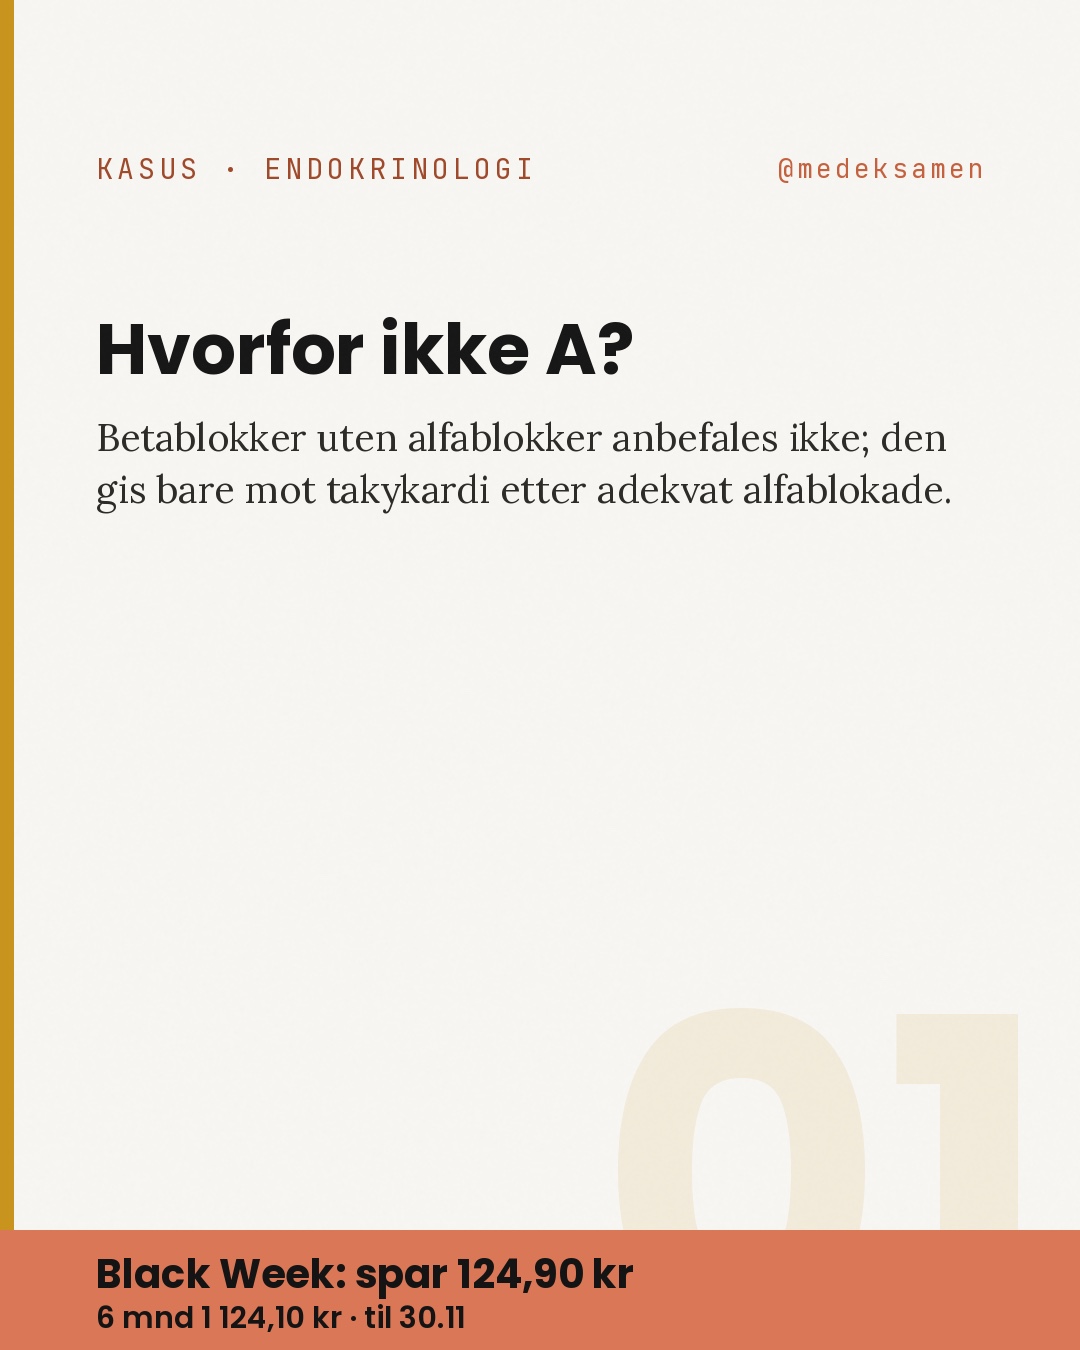 KASUS · ENDOKRINOLOGI
@medeksamen
Hvorfor ikke A?
Betablokker uten alfablokker anbefales ikke; den
gis bare mot takykardi etter adekvat alfablokade.
01
Black Week: spar 124,90 kr
6 mnd 1 124,10 kr · til 30.11